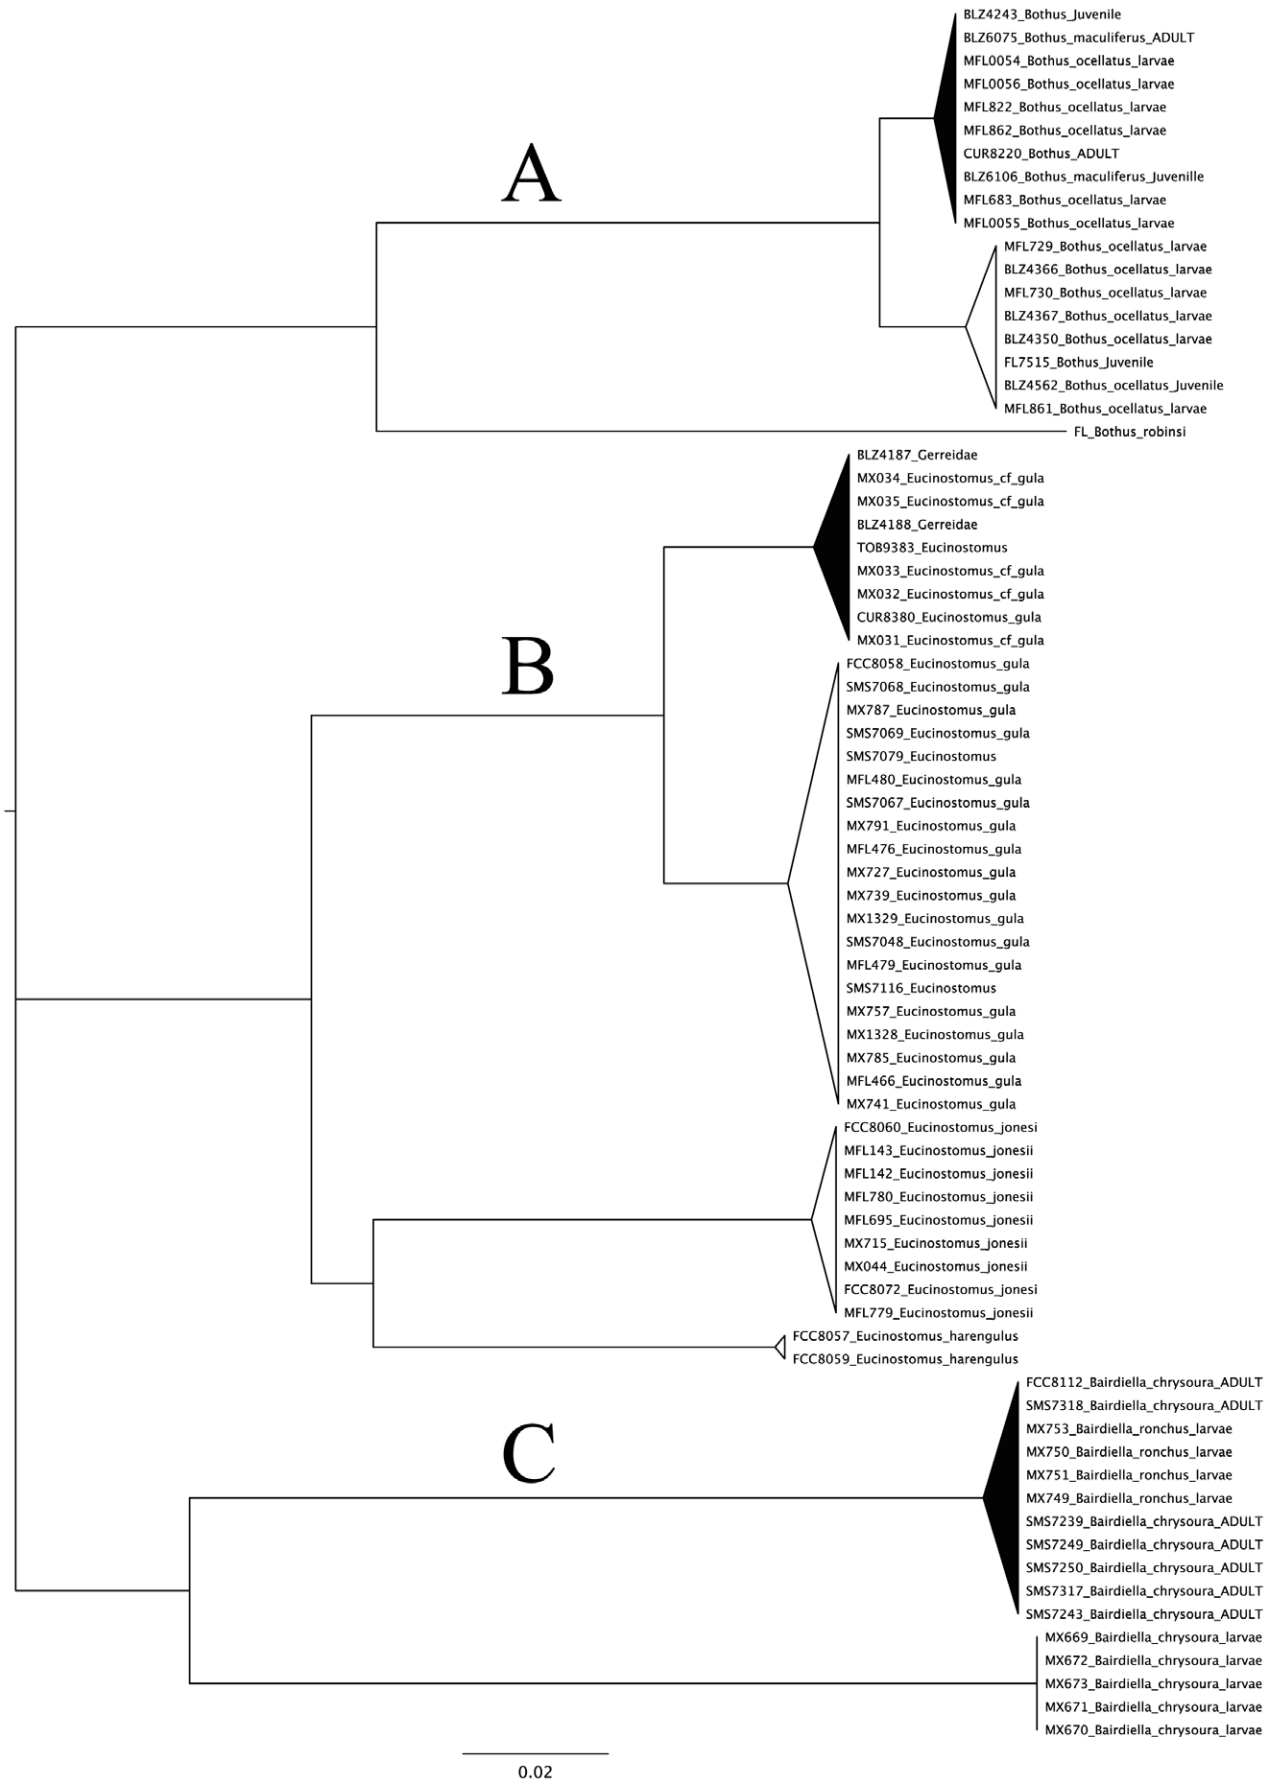 BLZ4243_Bothus_Juvenile
BLZ6075_Bothus_maculiferus_ADULT
MFL0054_Bothus_ocellatus_larvae
MFL0056_Bothus_ocellatus_larvae
MFL822_Bothus_ocellatus_larvae
MFL862_Bothus_ocellatus_larvae
CUR8220_Bothus_ADULT
BLZ6106_Bothus_maculiferus_Juvenille
MFL683_Bothus_ocellatus_larvae
MFL0055_Bothus_ocellatus_larvae
A
MFL729_Bothus_ocellatus_larvae
BLZ4366_Bothus_ocellatus_larvae
MFL730_Bothus_ocellatus_larvae
BLZ4367_Bothus_ocellatus_larvae
BLZ4350_Bothus_ocellatus_larvae
FL7515_Bothus_Juvenile
BLZ4562_Bothus_ocellatus_Juvenile
MFL861_Bothus_ocellatus_larvae
FL_Bothus_robinsi
BLZ4187_Gerreidae
MX034_Eucinostomus_cf_gula
MX035_Eucinostomus_cf_gula
BLZ4188_Gerreidae
TOB9383_Eucinostomus
MX033_Eucinostomus_cf_gula
MX032_Eucinostomus_cf_gula
CUR8380_Eucinostomus_gula
MX031_Eucinostomus_cf_gula
B
FCC8058_Eucinostomus_gula
SMS7068_Eucinostomus_gula
MX787_Eucinostomus_gula
SMS7069_Eucinostomus_gula
SMS7079_Eucinostomus
MFL480_Eucinostomus_gula
SMS7067_Eucinostomus_gula
MX791_Eucinostomus_gula
MFL476_Eucinostomus_gula
MX727_Eucinostomus_gula
MX739_Eucinostomus_gula
MX1329_Eucinostomus_gula
SMS7048_Eucinostomus_gula
MFL479_Eucinostomus_gula
SMS7116_Eucinostomus
MX757_Eucinostomus_gula
MX1328_Eucinostomus_gula
MX785_Eucinostomus_gula
MFL466_Eucinostomus_gula
MX741_Eucinostomus_gula
FCC8060_Eucinostomus_jonesi
MFL143_Eucinostomus_jonesii
MFL142_Eucinostomus_jonesii
MFL780_Eucinostomus_jonesii
MFL695_Eucinostomus_jonesii
MX715_Eucinostomus_jonesii
MX044_Eucinostomus_jonesii
FCC8072_Eucinostomus_jonesi
MFL779_Eucinostomus_jonesii
FCC8057_Eucinostomus_harengulus
FCC8059_Eucinostomus_harengulus
FCC8112_Bairdiella_chrysoura_ADULT
SMS7318_Bairdiella_chrysoura_ADULT
MX753_Bairdiella_ronchus_larvae
MX750_Bairdiella_ronchus_larvae
C
MX751_Bairdiella_ronchus_larvae
MX749_Bairdiella_ronchus_larvae
SMS7239_Bairdiella_chrysoura_ADULT
SMS7249_Bairdiella_chrysoura_ADULT
SMS7250_Bairdiella_chrysoura_ADULT
SMS7317_Bairdiella_chrysoura_ADULT
SMS7243_Bairdiella_chrysoura_ADULT
MX669_Bairdiella_chrysoura_larvae
MX672_Bairdiella_chrysoura_larvae
MX673_Bairdiella_chrysoura_larvae
MX671_Bairdiella_chrysoura_larvae
MX670_Bairdiella_chrysoura_larvae
0.02